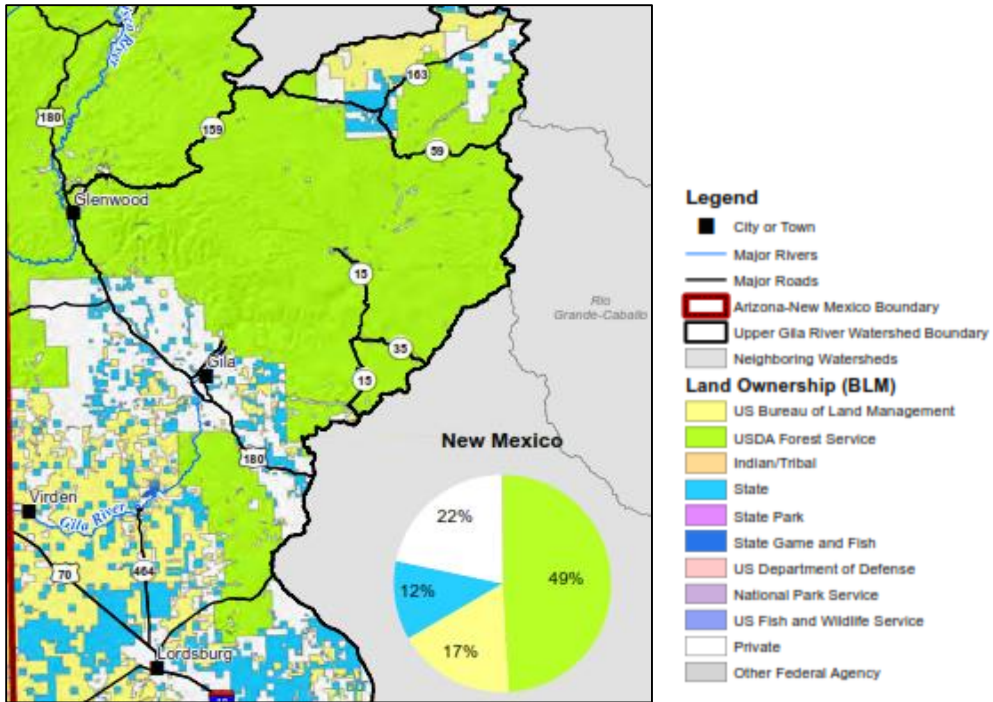 isco River
180
163
159
59
Glenwood
15
Rio
Grande-Caballo
35
Gila
15
New Mexico
180
Virden
Gila River
22%
49%
12%
17%
70
464
Lordsburg
Legend
City or Town
Major Rivers
Major Roads
Arizona-New Mexico Boundary
Upper Gila River Watershed Boundary
Neighboring Watersheds
Land Ownership (BLM)
US Bureau of Land Management
USDA Forest Service
Indian/Tribal
State
State Park
State Game and Fish
US Department of Defense
National Park Service
US Fish and Wildlife Service
Private
Other Federal Agency